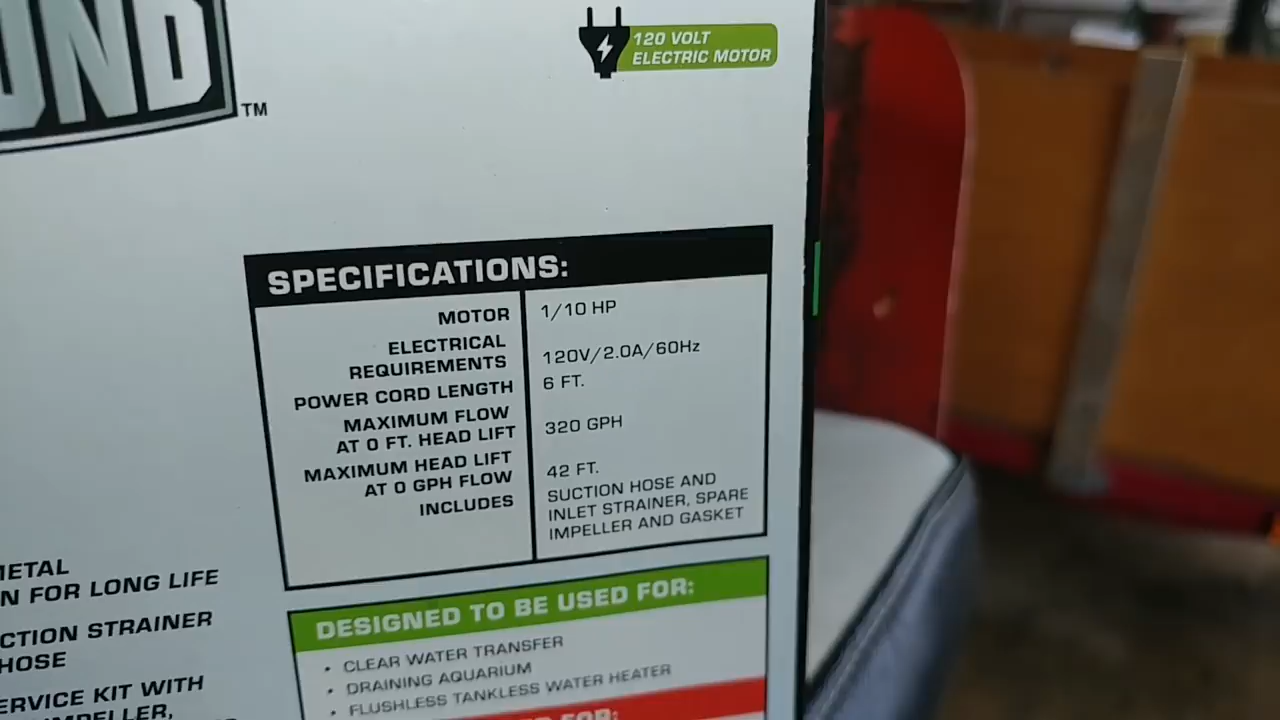 120 VOLT
ELECTRIC MOTOR
TM
SPECIFICATIONS:
MOTOR 1/10 HP
ELECTRICAL
REQUIREMENTS 120V/2.0A/60Hz
POWER CORD LENGTH 6 FT.
MAXIMUM FLOW
AT 0 FT. HEAD LIFT 320 GPH
MAXIMUM HEAD LIFT
AT 0 GPH FLOW 42 FT.
INCLUDES SUCTION HOSE AND
INLET STRAINER, SPARE
IMPELLER AND GASKET
FOR LONG LIFE
STRAINER
HOSE
KIT WITH
IMPELLER,
DESIGNED TO BE USED FOR:
• CLEAR WATER TRANSFER
• DRAINING AQUARIUM
• FLUSHLESS TANKLESS WATER HEATER
FOR: